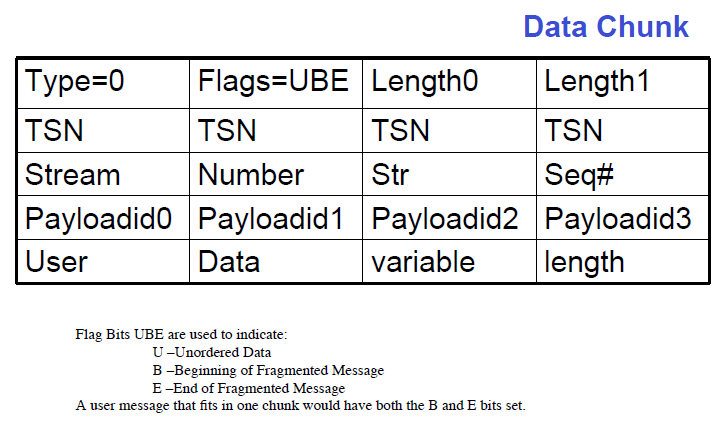 Data Chunk
Type=0 Flags=UBE Length0 Length1
TSN TSN TSN TSN
Stream Number Str Seq#
Payloadid0 Payloadid1 Payloadid2 Payloadid3
User Data variable length
Flag Bits UBE are used to indicate:
U –Unordered Data
B –Beginning of Fragmented Message
E –End of Fragmented Message
A user message that fits in one chunk would have both the B and E bits set.